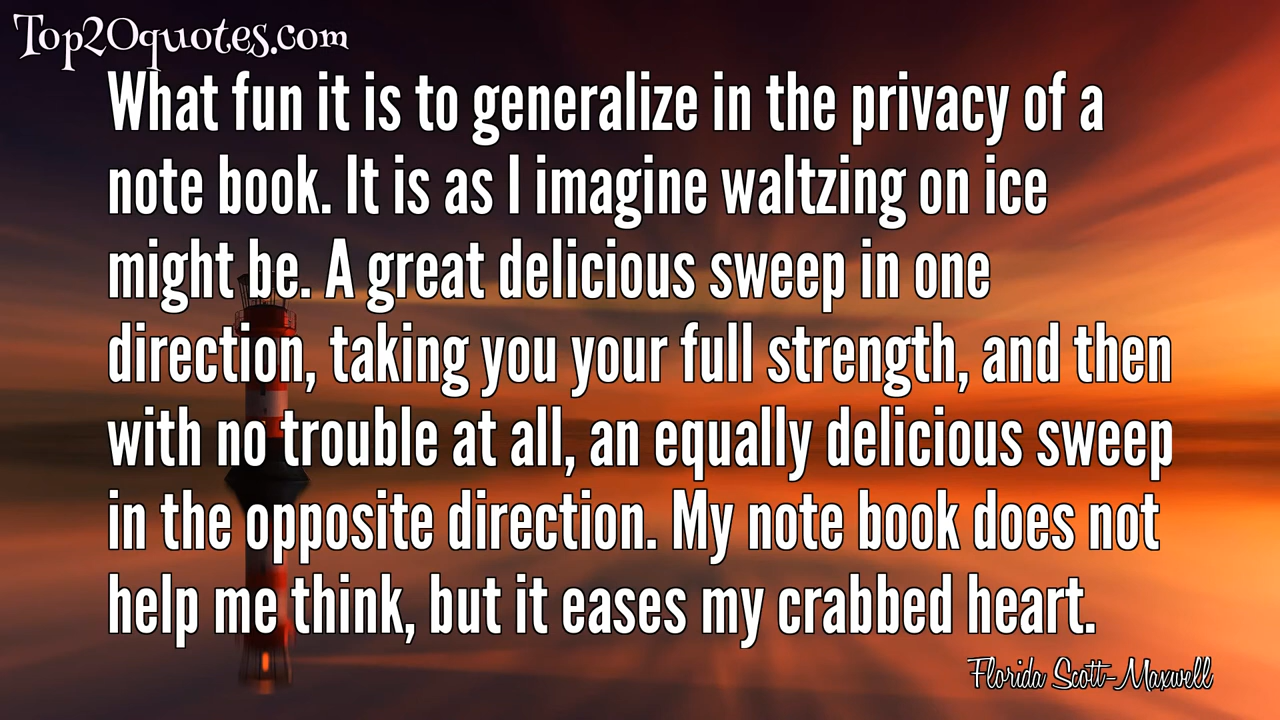 Top20quotes.com
What fun it is to generalize in the privacy of a
note book. It is as I imagine waltzing on ice
might be. A great delicious sweep in one
direction, taking you your full strength, and then
with no trouble at all, an equally delicious sweep
in the opposite direction. My note book does not
help me think, but it eases my crabbed heart.
Florida Scott-Maxwell